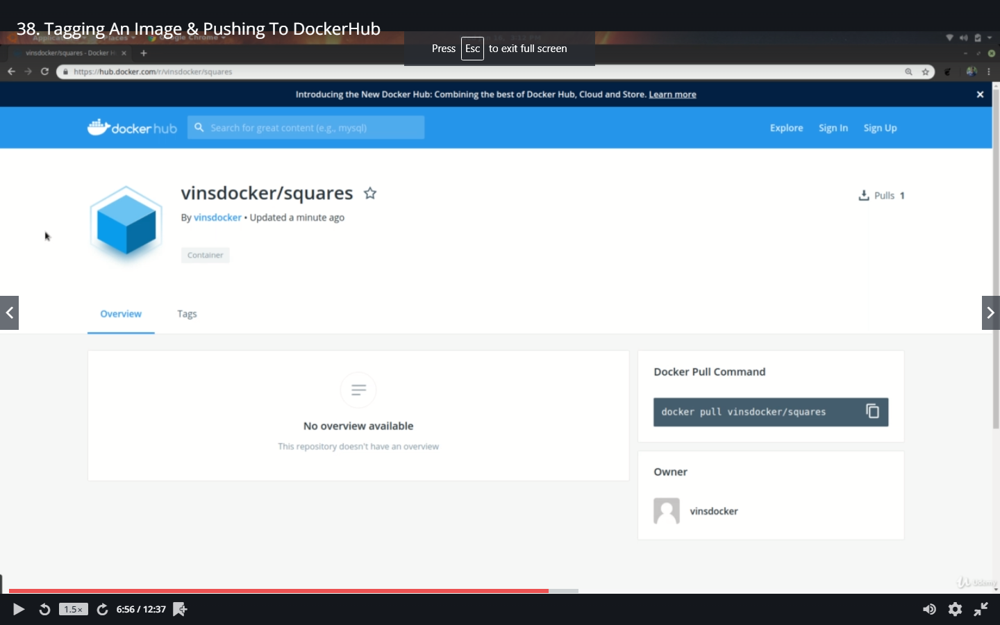 38. Tagging An Image & Pushing To DockerHub
Press Esc to exit full screen
vinsdocker/squares - Docker H
https://hub.docker.com/r/vinsdocker/squares
Introducing the New Docker Hub: Combining the best of Docker Hub, Cloud and Store. Learn more
docker hub
Search for great content (e.g., mysql)
Explore Sign In Sign Up
vinsdocker/squares
Pulls 1
By vinsdocker • Updated a minute ago
Container
Overview Tags
Docker Pull Command
docker pull vinsdocker/squares
No overview available
This repository doesn't have an overview
Owner
vinsdocker
Udemy
1.5×
6:56 / 12:37